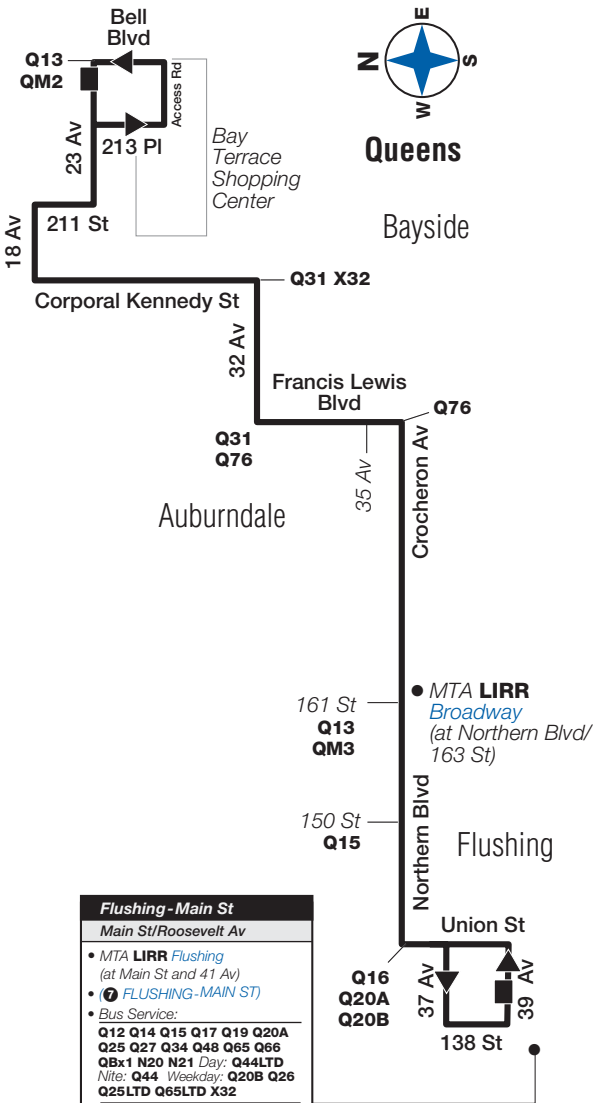 Bell
Blvd
Q13
QM2
Access Rd
23 Av
213 Pl
Bay
Terrace
Shopping
Center
E
N
S
W
Queens
Bayside
211 St
18 Av
Q31 X32
Corporal Kennedy St
32 Av
Francis Lewis
Blvd
Q76
Q31
Q76
35 Av
Crocheron Av
Auburndale
161 St
Q13
QM3
• MTA LIRR
Broadway
(at Northern Blvd/
163 St)
150 St
Q15
Northern Blvd
Flushing
Union St
Q16
Q20A
Q20B
37 Av
39 Av
138 St
Flushing-Main St
Main St/Roosevelt Av
• MTA LIRR Flushing
(at Main St and 41 Av)
• (7 FLUSHING-MAIN ST)
• Bus Service:
Q12 Q14 Q15 Q17 Q19 Q20A
Q25 Q27 Q34 Q48 Q65 Q66
QBx1 N20 N21 Day: Q44LTD
Nite: Q44 Weekday: Q20B Q26
Q25LTD Q65LTD X32